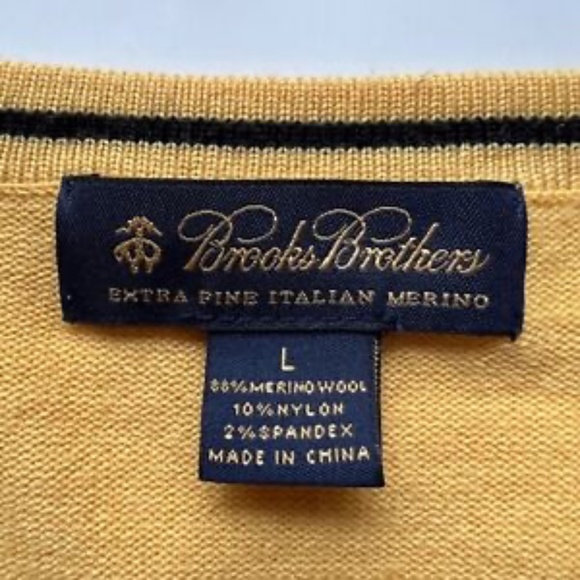 Brooks Brothers
EXTRA FINE ITALIAN MERINO
L
88% MERINO WOOL
10% NYLON
2% SPANDEX
MADE IN CHINA